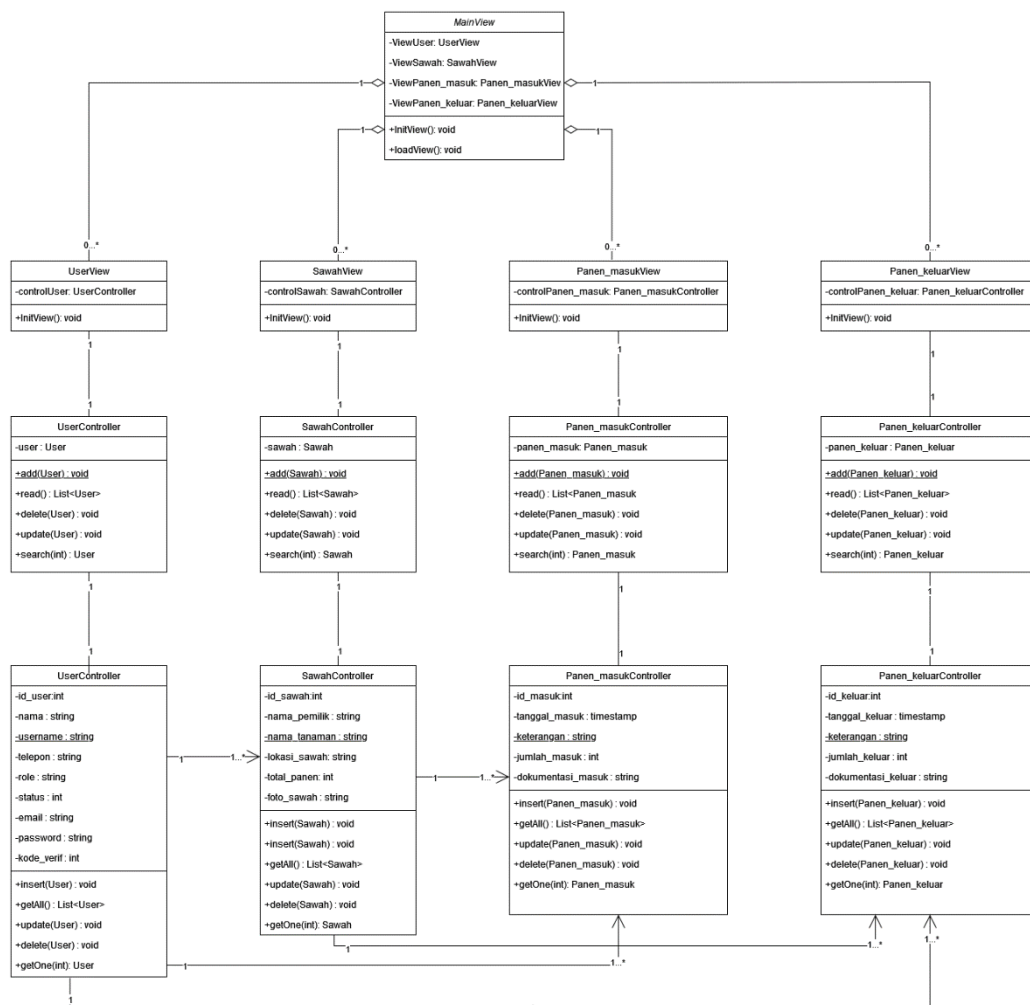 MainView
-ViewUser: UserView
-ViewSawah: SawahView
-ViewPanen_masuk: Panen_masukViev
-ViewPanen_keluar: Panen_keluarView
+InitView(): void
+loadView(): void
1
1
1
1
0...*
0...*
0...*
0...*
UserView
-controlUser: UserController
+InitView(): void
SawahView
-controlSawah: SawahController
+InitView(): void
Panen_masukView
-controlPanen_masuk: Panen_masukController
+InitView(): void
Panen_keluarView
-controlPanen_keluar: Panen_keluarController
+InitView(): void
1
1
1
1
1
1
1
1
UserController
-user : User
+add(User) : void
+read() : List<User>
+delete(User) : void
+update(User) : void
+search(int) : User
SawahController
-sawah : Sawah
+add(Sawah) : void
+read() : List<Sawah>
+delete(Sawah) : void
+update(Sawah) : void
+search(int) : Sawah
Panen_masukController
-panen_masuk: Panen_masuk
+add(Panen_masuk) : void
+read() : List<Panen_masuk
+delete(Panen_masuk) : void
+update(Panen_masuk) : void
+search(int) : Panen_masuk
Panen_keluarController
-panen_keluar : Panen_keluar
+add(Panen_keluar) : void
+read() : List<Panen_keluar>
+delete(Panen_keluar) : void
+update(Panen_keluar) : void
+search(int) : Panen_keluar
1
1
1
1
1
1
1
1
UserController
-id_user:int
-nama : string
-username : string
-telepon : string
-role : string
-status : int
-email : string
-password : string
-kode_verif : int
+insert(User) : void
+getAll() : List<User>
+update(User) : void
+delete(User) : void
+getOne(int): User
1
1...*
SawahController
-id_sawah:int
-nama_pemilik : string
-nama_tanaman : string
-lokasi_sawah: string
-total_panen: int
-foto_sawah : string
+insert(Sawah) : void
+insert(Sawah) : void
+getAll() : List<Sawah>
+update(Sawah) : void
+delete(Sawah) : void
+getOne(int): Sawah
1
1...*
Panen_masukController
-id_masuk:int
-tanggal_masuk : timestamp
-keterangan : string
-jumlah_masuk : int
-dokumentasi_masuk : string
+insert(Panen_masuk) : void
+getAll() : List<Panen_masuk>
+update(Panen_masuk) : void
+delete(Panen_masuk) : void
+getOne(int): Panen_masuk
Panen_keluarController
-id_keluar:int
-tanggal_keluar : timestamp
-keterangan : string
-jumlah_keluar : int
-dokumentasi_keluar : string
+insert(Panen_keluar) : void
+getAll() : List<Panen_keluar>
+update(Panen_keluar) : void
+delete(Panen_keluar) : void
+getOne(int): Panen_keluar
1
1...*
1...*
1
1...*
1